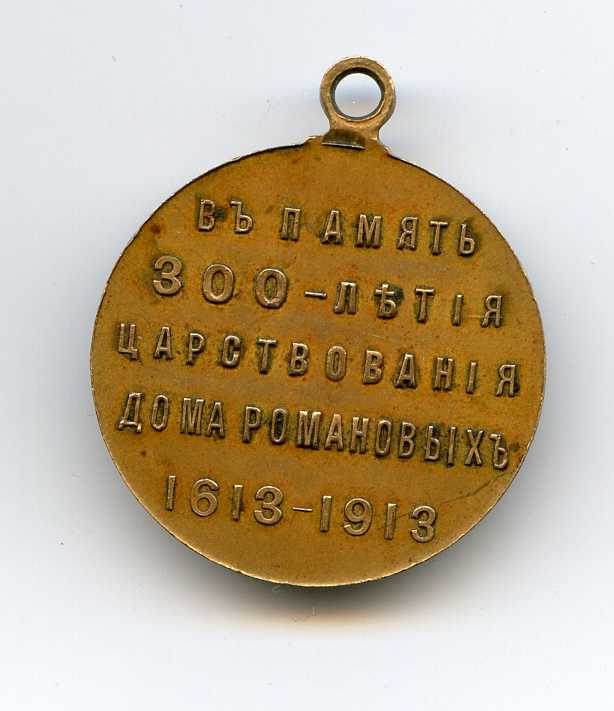 ВЪ ПАМЯТЬ
300-ЛѢТІЯ
ЦАРСТВОВАНІЯ
ДОМА РОМАНОВЫХЪ
1613-1913